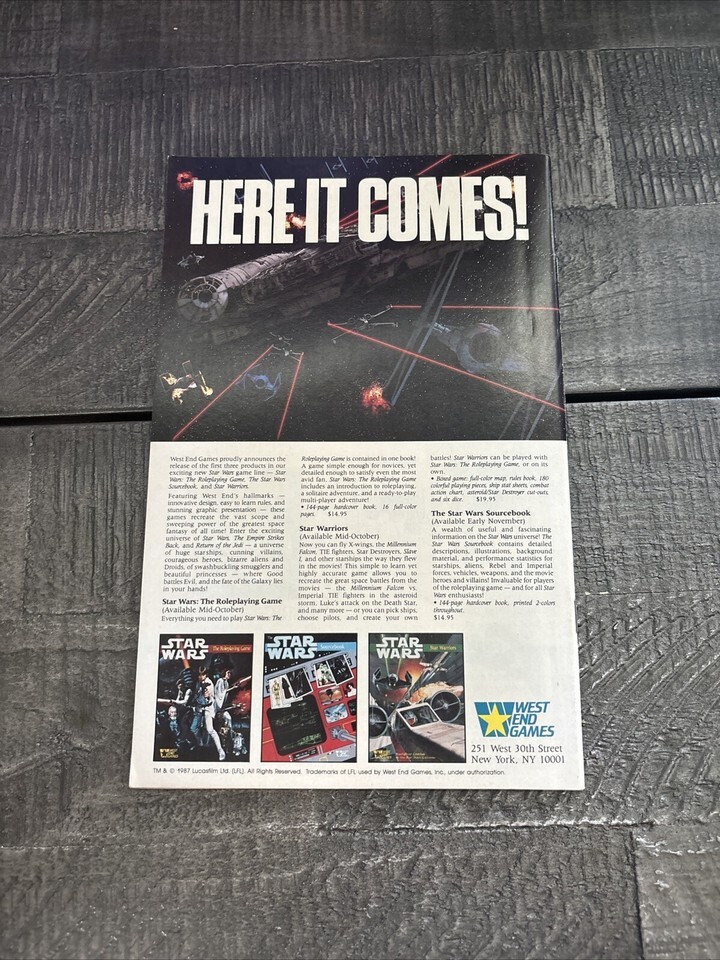 HERE IT COMES!
West End Games proudly announces the
release of the first three products in our
exciting new Star Wars game line — Star
Wars: The Roleplaying Game, The Star Wars
Sourcebook, and Star Warriors.
Featuring West End's hallmarks —
innovative design, easy to learn rules, and
stunning graphic presentation — these
games recreate the vast scope and
sweeping power of the greatest space
fantasy of all time! Enter the exciting
universe of Star Wars, The Empire Strikes
Back, and Return of the Jedi — a universe
of huge starships, cunning villains,
courageous heroes, bizarre aliens and
Droids, of swashbuckling smugglers and
beautiful princesses — where Good
battles Evil, and the fate of the Galaxy lies
in your hands!
Star Wars: The Roleplaying Game
(Available Mid-October)
Everything you need to play Star Wars: The
Roleplaying Game is contained in one book!
A game simple enough for novices, yet
detailed enough to satisfy even the most
avid fan, Star Wars: The Roleplaying Game
includes an introduction to roleplaying,
a solitaire adventure, and a ready-to-play
multi-player adventure!
• 144-page hardcover book, 16 full-color
pages. $14.95
Star Warriors
(Available Mid-October)
Now you can fly X-wings, the Millennium
Falcon, TIE fighters, Star Destroyers, Slave
I, and other starships the way they flew
in the movies! This simple to learn yet
highly accurate game allows you to
recreate the great space battles from the
movies — the Millennium Falcon vs.
Imperial TIE fighters in the asteroid
storm, Luke's attack on the Death Star,
and many more — or you can pick ships,
choose pilots, and create your own
battles! Star Warriors can be played with
Star Wars: The Roleplaying Game, or on its
own.
• Boxed game: full-color map, rules book, 180
colorful playing pieces, ship stat sheets, combat
action chart, asteroid/Star Destroyer cut-outs,
and six dice. $19.95
The Star Wars Sourcebook
(Available Early November)
A wealth of useful and fascinating
information on the Star Wars universe! The
Star Wars Sourcebook contains detailed
descriptions, illustrations, background
material, and performance statistics for
starships, aliens, Rebel and Imperial
forces, vehicles, weapons, and the movie
heroes and villains! Invaluable for players
of the roleplaying game — and for all Star
Wars enthusiasts!
• 144-page hardcover book, printed 2-colors
throughout.
$14.95
STAR WARS
The Roleplaying Game
STAR WARS
Sourcebook
STAR WARS
Star Warriors
WEST
END
GAMES
251 West 30th Street
New York, NY 10001
TM & © 1987 Lucasfilm Ltd. (LFL). All Rights Reserved. Trademarks of LFL used by West End Games, Inc., under authorization.